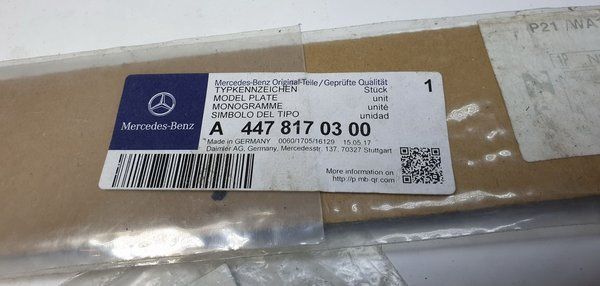 Mercedes-Benz Original-Teile/Geprüfte Qualität
TYPKENNZEICHEN Stück 1
MODEL PLATE unit
MONOGRAMME unité
SIMBOLO DEL TIPO unidad
Mercedes-Benz
A 447 817 03 00
Made in GERMANY 0060/1705/16129 15.05.17
Daimler AG, Germany, Mercedesstr. 137, 70327 Stuttgart
More information on
http://p.mb-qr.com
P21 /WA